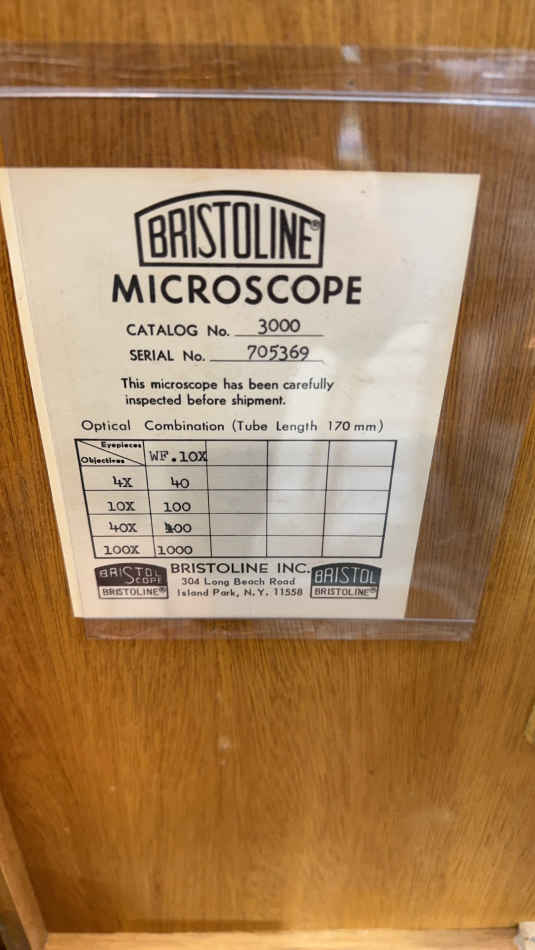 BRISTOLINE®
MICROSCOPE
CATALOG No. 3000
SERIAL No. 705369
This microscope has been carefully
inspected before shipment.
Optical Combination (Tube Length 170 mm)
Eyepieces
Objectives
WF.10X
4X 40
10X 100
40X 400
100X 1000
BRISTOL
SCOPE
BRISTOLINE®
BRISTOLINE INC.
304 Long Beach Road
Island Park, N.Y. 11558
BRISTOL
BRISTOLINE®